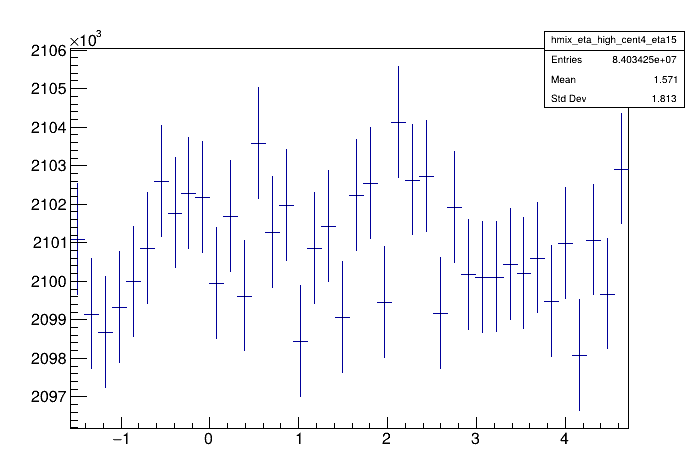 ×10³
hmix_eta_high_cent4_eta15
Entries 8.403425e+07
Mean 1.571
Std Dev 1.813
2106
2105
2104
2103
2102
2101
2100
2099
2098
2097
−1 0 1 2 3 4